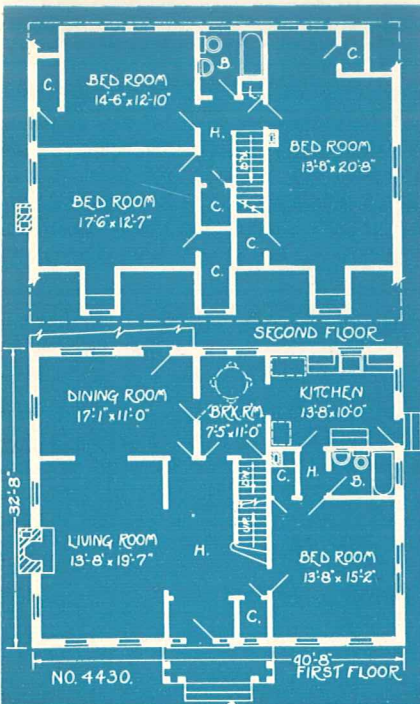 C.
BED ROOM
14'-6" x 12'-10"
B.
L.
C.
H.
DN.
BED ROOM
13'-8" x 20'-8"
BED ROOM
17'-6" x 12'-7"
C.
C.
C.
SECOND FLOOR
DINING ROOM
17'-1" x 11'-0"
BRK. RM.
7'-5" x 11'-0"
KITCHEN
13'-8" x 10'-0"
C.
H.
B.
DN.
UP.
32'-8"
LIVING ROOM
13'-8" x 19'-7"
H.
BED ROOM
13'-8" x 15'-2"
C.
40'-8"
NO. 4430.
FIRST FLOOR